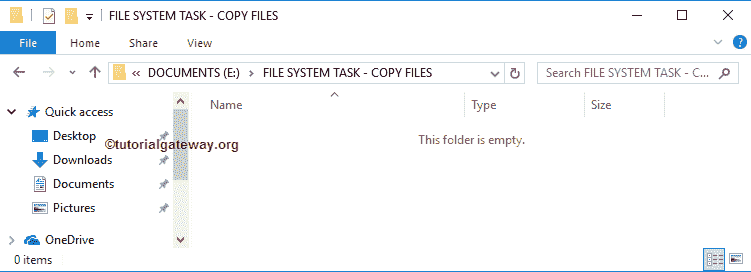 FILE SYSTEM TASK - COPY FILES
File Home Share View
DOCUMENTS (E:) FILE SYSTEM TASK - COPY FILES Search FILE SYSTEM TASK - C...
Name Type Size
Quick access
Desktop
This folder is empty.
©tutorialgateway.org
Downloads
Documents
Pictures
OneDrive
0 items